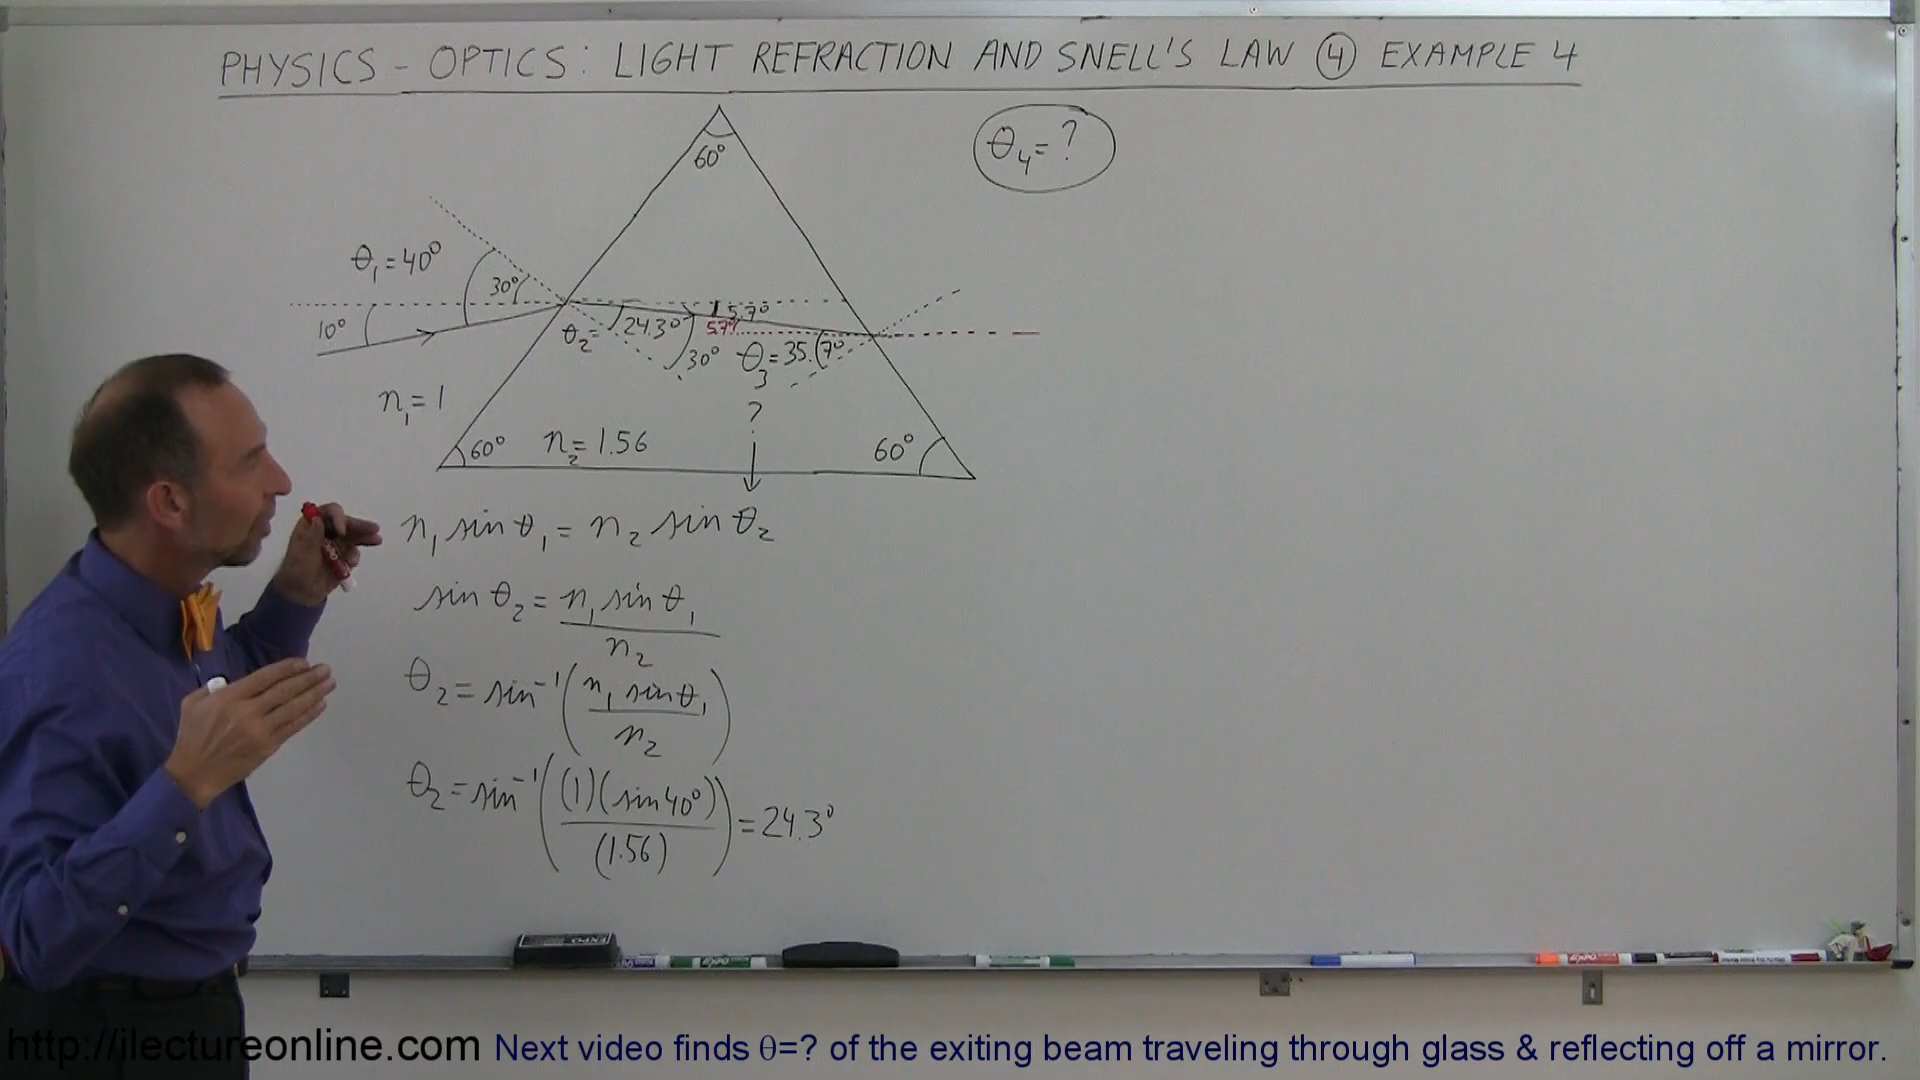 PHYSICS - OPTICS: LIGHT REFRACTION AND SNELL'S LAW ④ EXAMPLE 4
θ₄ = ?
60°
θ₁ = 40°
30°
10°
5.7°
θ₂ = 24.3°
5.7°
30°
θ₃ = 35.7°
?
n₁ = 1
60°
n₂ = 1.56
60°
n₁ sin θ₁ = n₂ sin θ₂
sin θ₂ = n₁ sin θ₁ / n₂
θ₂ = sin⁻¹ (n₁ sin θ₁ / n₂)
θ₂ = sin⁻¹ ((1)(sin 40°) / (1.56)) = 24.3°
EXPO
http://ilectureonline.com Next video finds θ=? of the exiting beam traveling through glass & reflecting off a mirror.